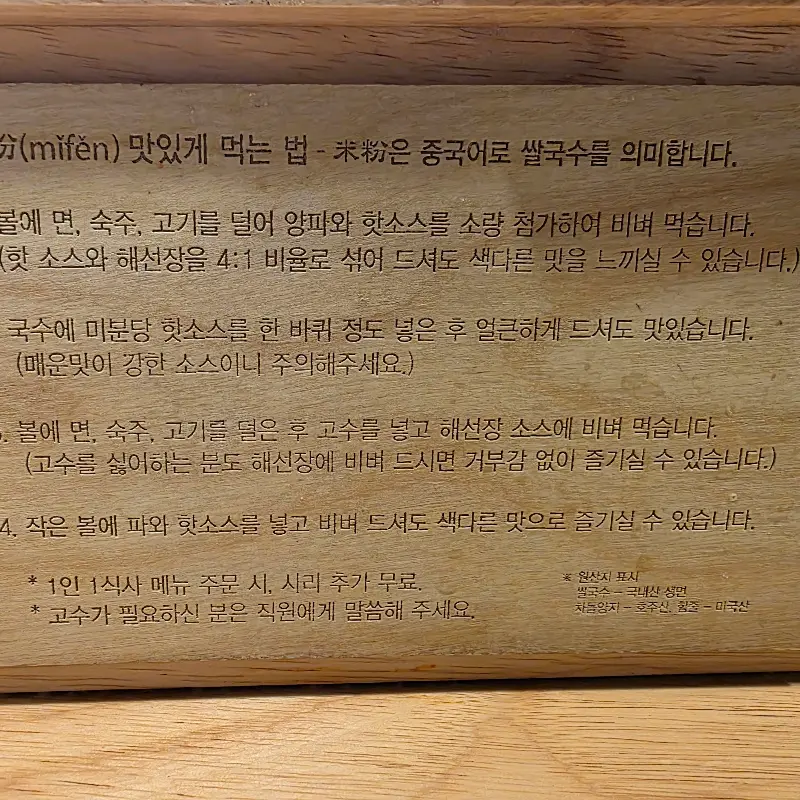 粉(mǐfěn) 맛있게 먹는 법 - 米粉은 중국어로 쌀국수를 의미합니다.
볼에 면, 숙주, 고기를 덜어 양파와 핫소스를 소량 첨가하여 비벼 먹습니다.
(핫 소스와 해선장을 4:1 비율로 섞어 드셔도 색다른 맛을 느끼실 수 있습니다.)
국수에 미분당 핫소스를 한 바퀴 정도 넣은 후 얼큰하게 드셔도 맛있습니다.
(매운맛이 강한 소스이니 주의해주세요.)
. 볼에 면, 숙주, 고기를 덜은 후 고수를 넣고 해선장 소스에 비벼 먹습니다.
(고수를 싫어하는 분도 해선장에 비벼 드시면 거부감 없이 즐기실 수 있습니다.)
4. 작은 볼에 파와 핫소스를 넣고 비벼 드셔도 색다른 맛으로 즐기실 수 있습니다.
* 1인 1식사 메뉴 주문 시, 사리 추가 무료.
* 고수가 필요하신 분은 직원에게 말씀해 주세요.
※ 원산지 표시
쌀국수 - 국내산 생면
차돌양지 - 호주산, 힘줄 - 미국산